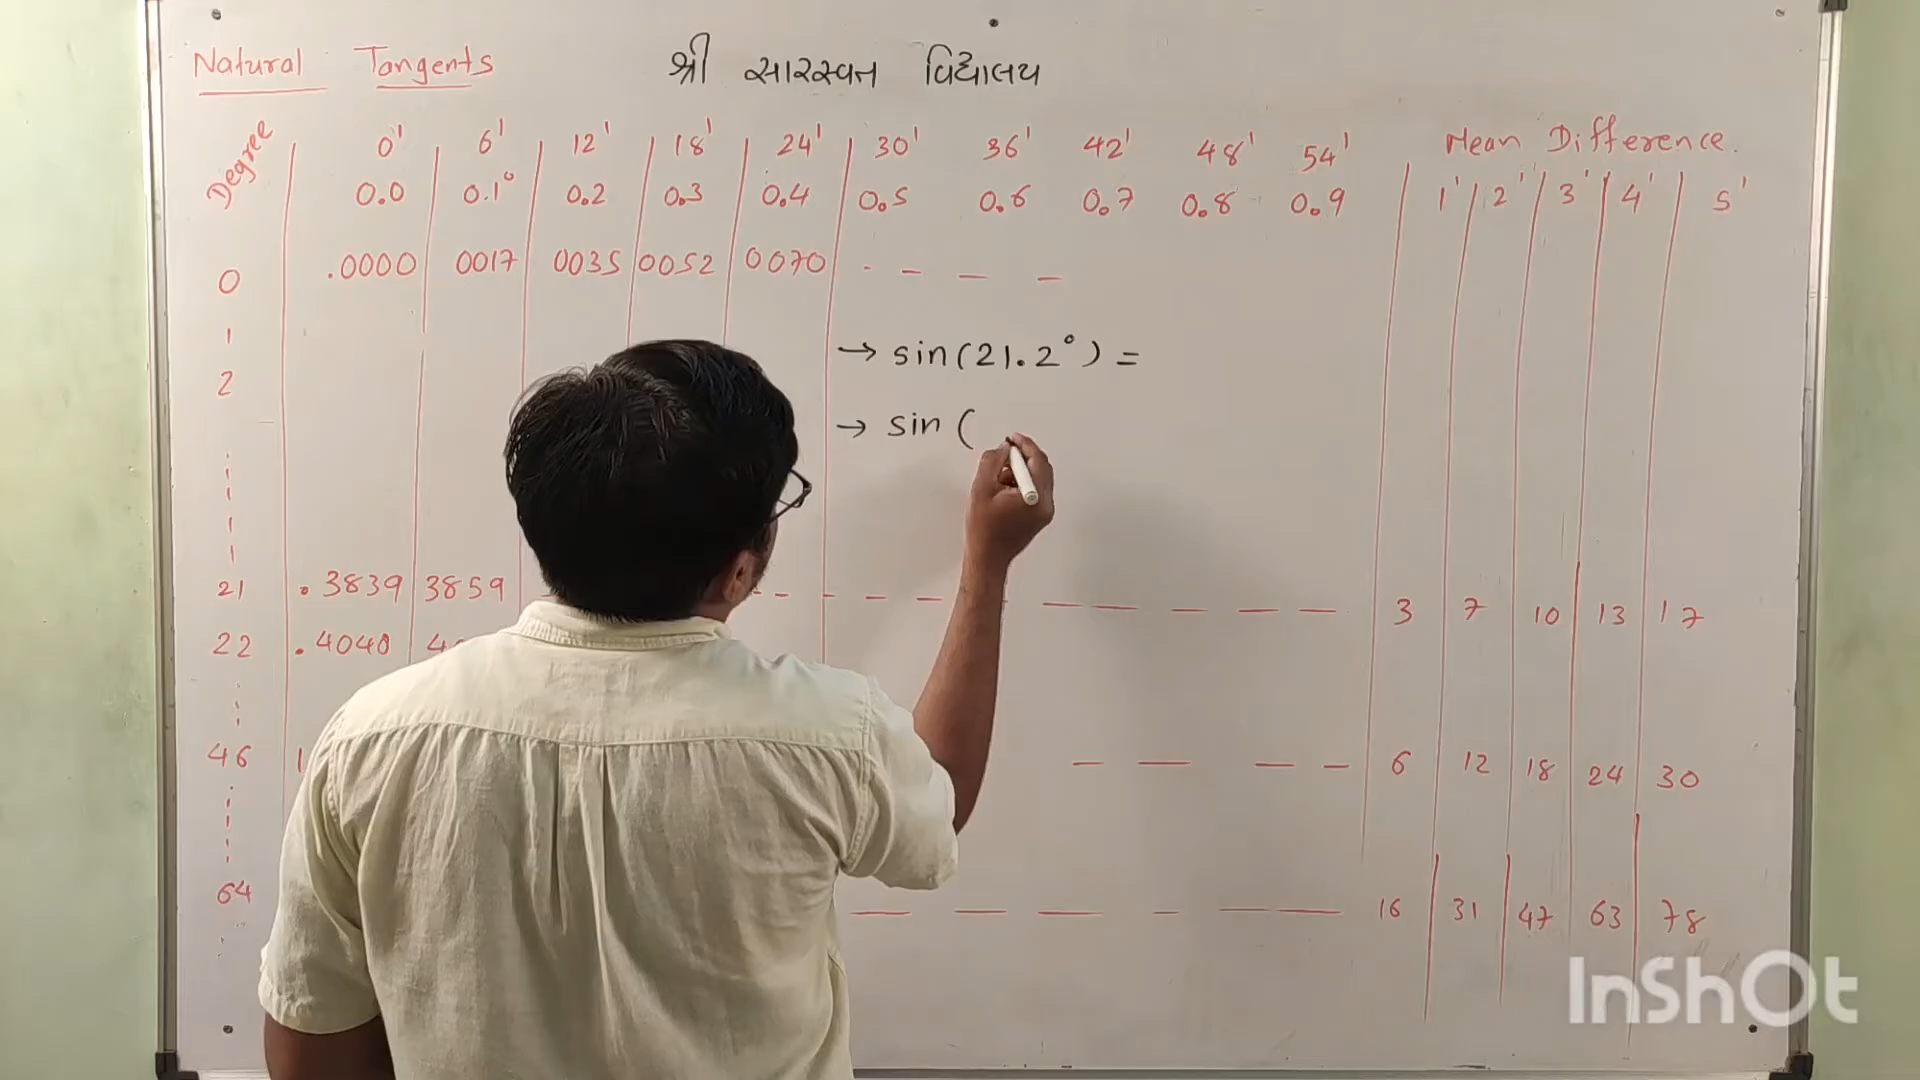 Natural Tangents
શ્રી સારસ્વત વિદ્યાલય
Degree 0' 6' 12' 18' 24' 30' 36' 42' 48' 54' Mean Difference.
0.0 0.1° 0.2 0.3 0.4 0.5 0.6 0.7 0.8 0.9 1' 2' 3' 4' 5'
0 .0000 0017 0035 0052 0070 - - - -
1
→ sin(21.2°) =
2
→ sin (
21 .3839 3859 - - - - - - - - - - 3 7 10 13 17
22 .4040
46 1 - - - - 6 12 18 24 30
64 - - - - - - 16 31 47 63 78
InShOt